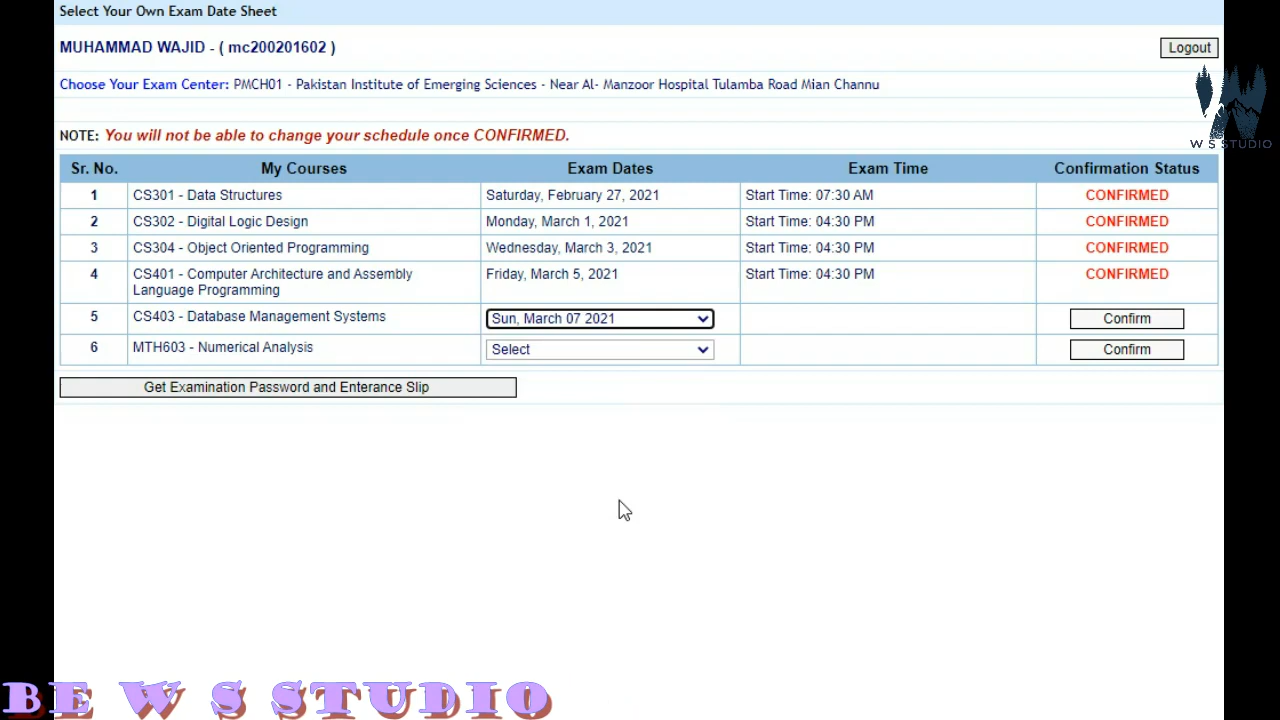 Select Your Own Exam Date Sheet
MUHAMMAD WAJID - ( mc200201602 )
Logout
Choose Your Exam Center: PMCH01 - Pakistan Institute of Emerging Sciences - Near Al- Manzoor Hospital Tulamba Road Mian Channu
W S STUDIO
NOTE: You will not be able to change your schedule once CONFIRMED.
Sr. No. My Courses Exam Dates Exam Time Confirmation Status
1 CS301 - Data Structures Saturday, February 27, 2021 Start Time: 07:30 AM CONFIRMED
2 CS302 - Digital Logic Design Monday, March 1, 2021 Start Time: 04:30 PM CONFIRMED
3 CS304 - Object Oriented Programming Wednesday, March 3, 2021 Start Time: 04:30 PM CONFIRMED
4 CS401 - Computer Architecture and Assembly Friday, March 5, 2021 Start Time: 04:30 PM CONFIRMED
Language Programming
5 CS403 - Database Management Systems Sun, March 07 2021 Confirm
6 MTH603 - Numerical Analysis Select Confirm
Get Examination Password and Enterance Slip
BE W S STUDIO